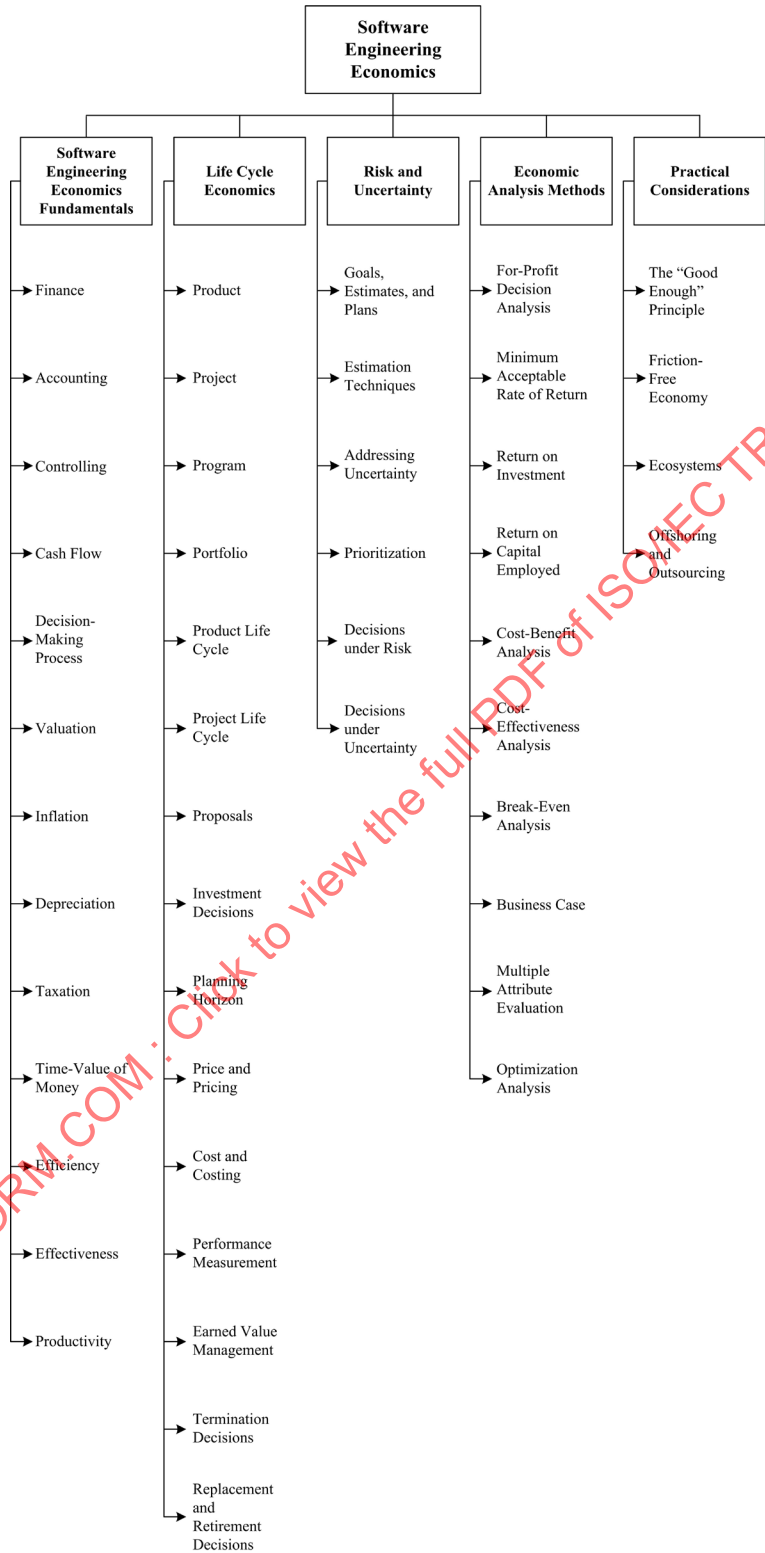 Software
Engineering
Economics
Software
Engineering
Economics
Fundamentals
Finance
Accounting
Controlling
Cash Flow
Decision-
Making
Process
Valuation
Inflation
Depreciation
Taxation
Time-Value of
Money
Efficiency
Effectiveness
Productivity
Life Cycle
Economics
Product
Project
Program
Portfolio
Product Life
Cycle
Project Life
Cycle
Proposals
Investment
Decisions
Planning
Horizon
Price and
Pricing
Cost and
Costing
Performance
Measurement
Earned Value
Management
Termination
Decisions
Replacement
and
Retirement
Decisions
Risk and
Uncertainty
Goals,
Estimates, and
Plans
Estimation
Techniques
Addressing
Uncertainty
Prioritization
Decisions
under Risk
Decisions
under
Uncertainty
Economic
Analysis Methods
For-Profit
Decision
Analysis
Minimum
Acceptable
Rate of Return
Return on
Investment
Return on
Capital
Employed
Cost-Benefit
Analysis
Cost-
Effectiveness
Analysis
Break-Even
Analysis
Business Case
Multiple
Attribute
Evaluation
Optimization
Analysis
Practical
Considerations
The “Good
Enough”
Principle
Friction-
Free
Economy
Ecosystems
Offshoring
and
Outsourcing
ORM.COM : Click to view the full PDF of ISO/IEC TR